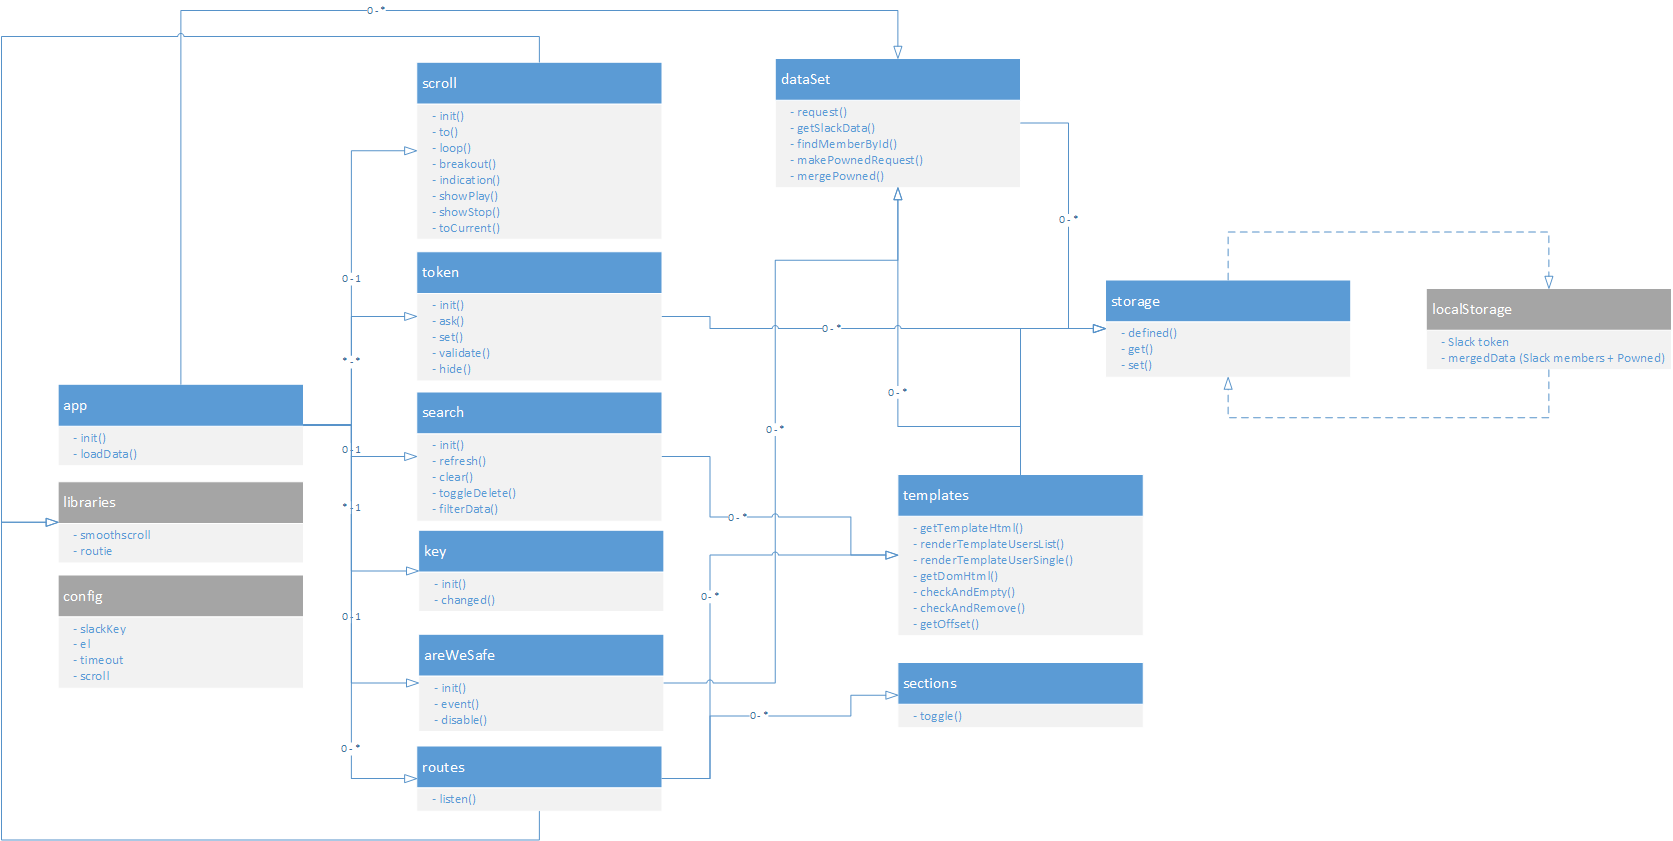 0 - *
scroll
- init()
- to()
- loop()
- breakout()
- indication()
- showPlay()
- showStop()
- toCurrent()
dataSet
- request()
- getSlackData()
- findMemberById()
- makePownedRequest()
- mergePowned()
0 - *
0 - 1
token
- init()
- ask()
- set()
- validate()
- hide()
0 - *
storage
- defined()
- get()
- set()
localStorage
- Slack token
- mergedData (Slack members + Powned)
* - *
app
- init()
- loadData()
search
- init()
- refresh()
- clear()
- toggleDelete()
- filterData()
0 - *
0 - *
0 - 1
libraries
- smoothscroll
- routie
* - 1
0 - *
templates
- getTemplateHtml()
- renderTemplateUsersList()
- renderTemplateUserSingle()
- getDomHtml()
- checkAndEmpty()
- checkAndRemove()
- getOffset()
key
- init()
- changed()
0 - *
config
- slackKey
- el
- timeout
- scroll
0 - 1
areWeSafe
- init()
- event()
- disable()
sections
- toggle()
0 - *
0 - *
routes
- listen()